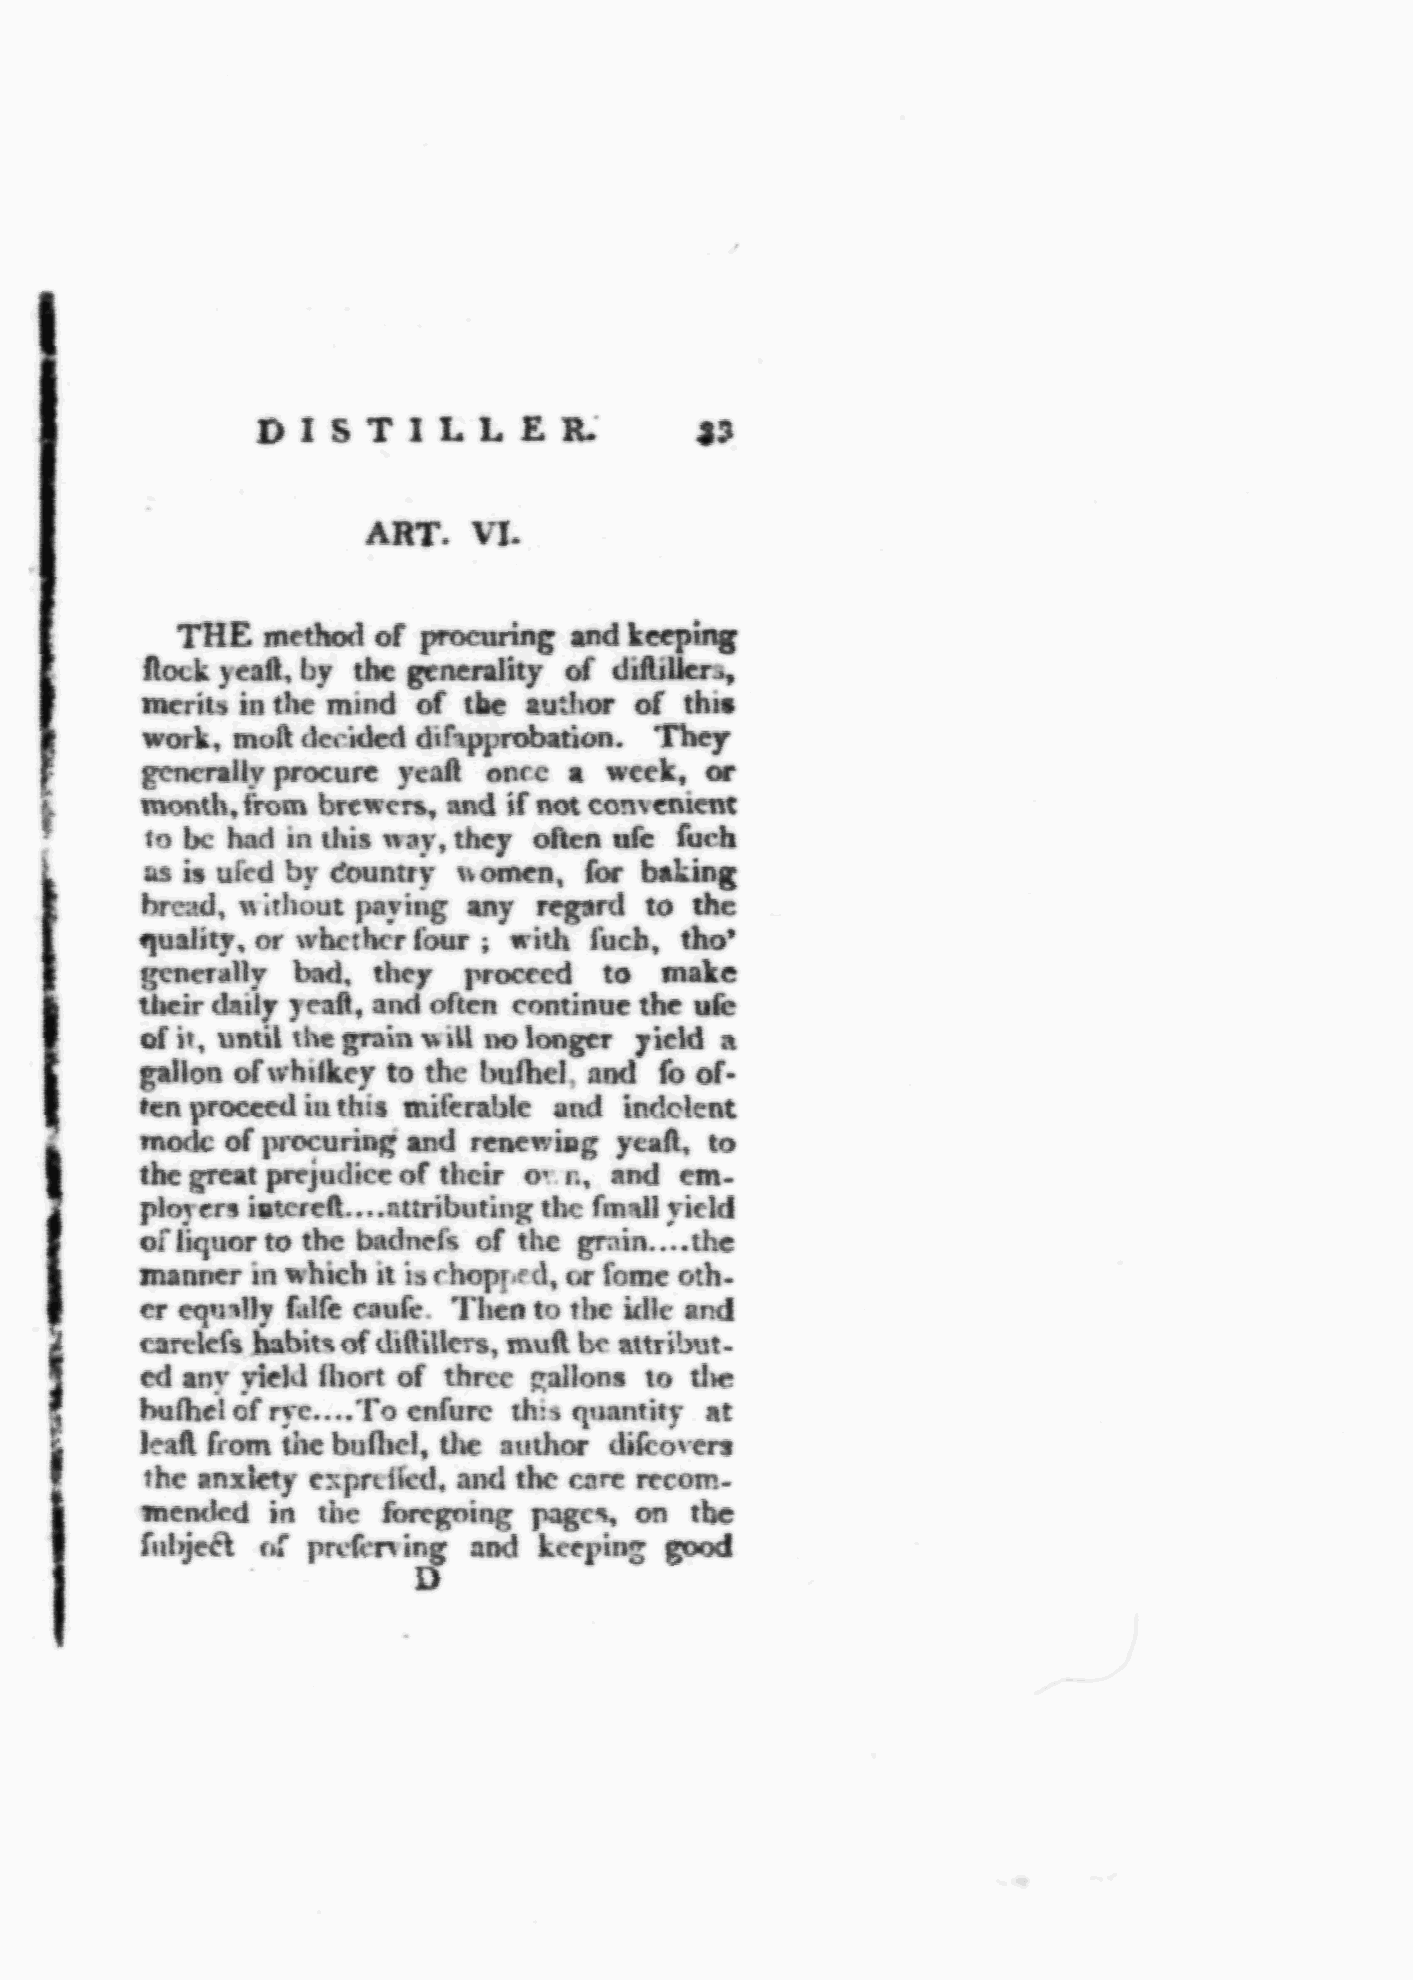 DISTILLER. 33
ART. VI.
THE method of procuring and keeping
ſtock yeaſt, by the generality of diſtillers,
merits in the mind of the author of this
work, moſt decided diſapprobation. They
generally procure yeaſt once a week, or
month, from brewers, and if not convenient
to be had in this way, they often uſe ſuch
as is uſed by country women, for baking
bread, without paying any regard to the
quality, or whether ſour ; with ſuch, tho'
generally bad, they proceed to make
their daily yeaſt, and often continue the uſe
of it, until the grain will no longer yield a
gallon of whiſkey to the buſhel, and ſo of-
ten proceed in this miſerable and indolent
mode of procuring and renewing yeaſt, to
the great prejudice of their own, and em-
ployers intereſt....attributing the ſmall yield
of liquor to the badneſs of the grain....the
manner in which it is chopped, or ſome oth-
er equally falſe cauſe. Then to the idle and
careleſs habits of diſtillers, muſt be attribut-
ed any yield ſhort of three gallons to the
buſhel of rye....To enſure this quantity at
leaſt from the buſhel, the author diſcovers
the anxiety expreſſed, and the care recom-
mended in the foregoing pages, on the
ſubject of preſerving and keeping good
D